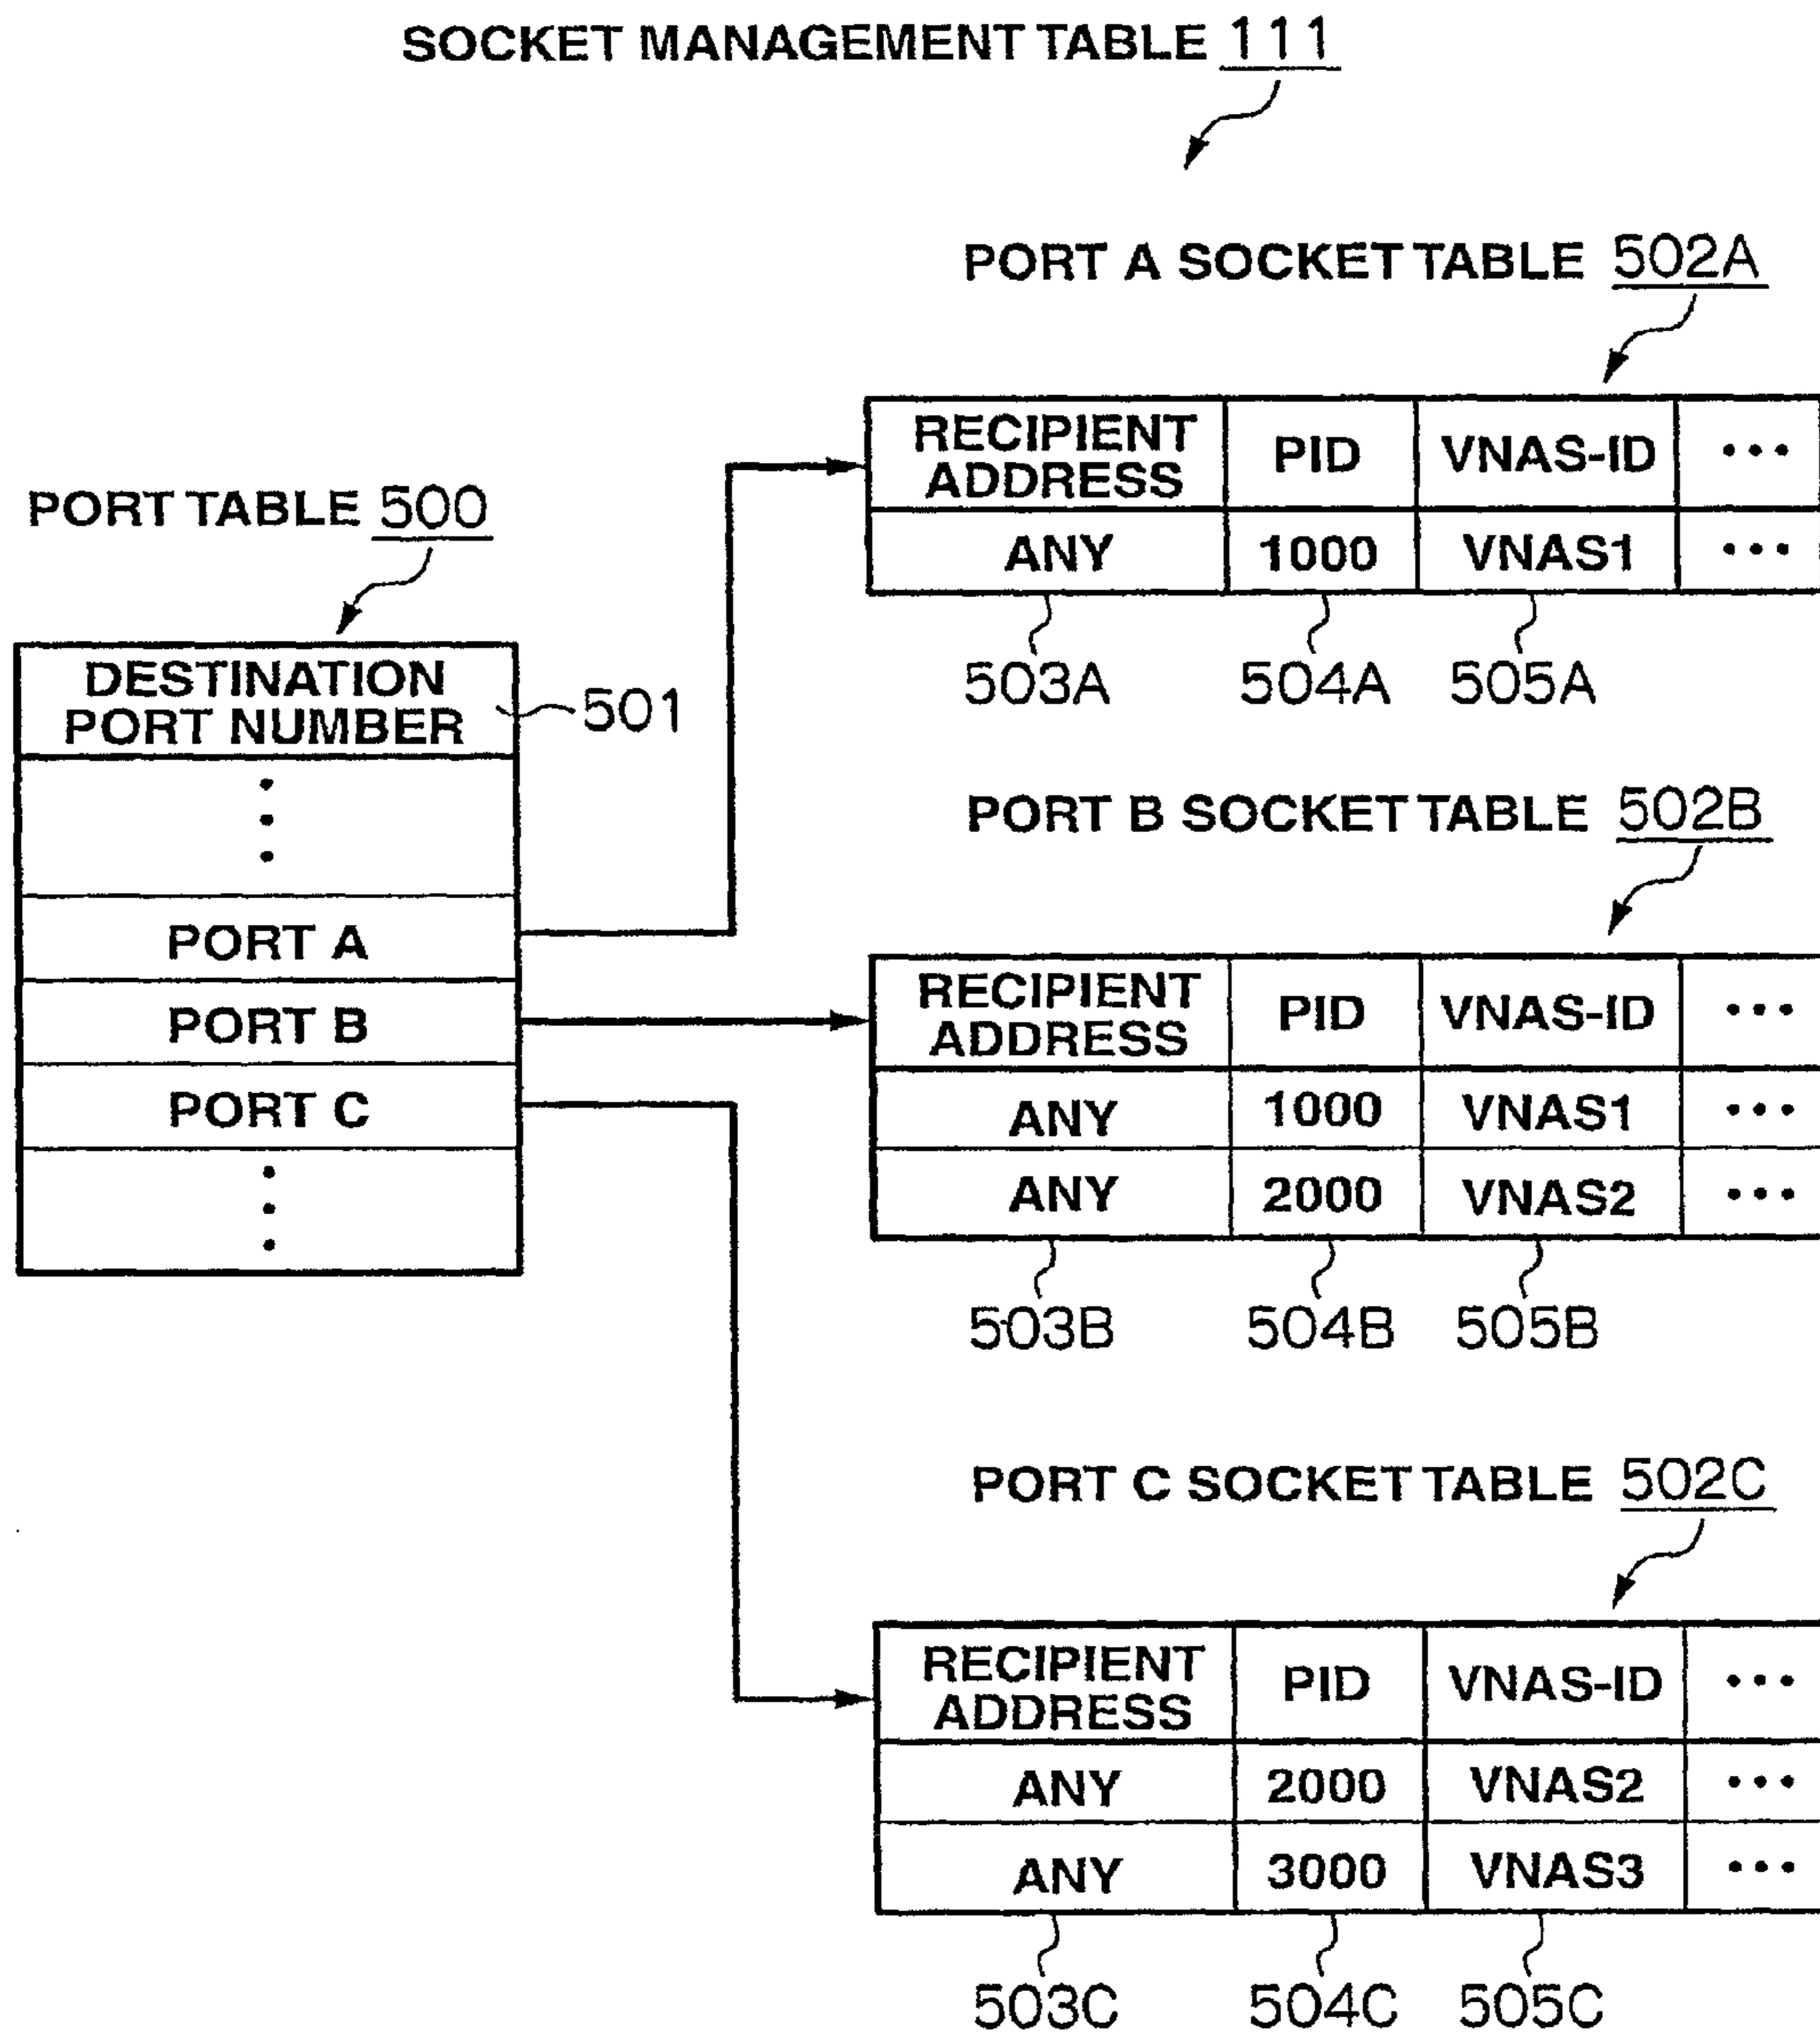 SOCKET MANAGEMENT TABLE 111
PORT A SOCKET TABLE 502A
RECIPIENT ADDRESS PID VNAS-ID •••
ANY 1000 VNAS1 •••
503A 504A 505A
PORT TABLE 500
DESTINATION
PORT NUMBER
501
PORT A
PORT B
PORT C
PORT B SOCKET TABLE 502B
RECIPIENT ADDRESS PID VNAS-ID •••
ANY 1000 VNAS1 •••
ANY 2000 VNAS2 •••
503B 504B 505B
PORT C SOCKET TABLE 502C
RECIPIENT ADDRESS PID VNAS-ID •••
ANY 2000 VNAS2 •••
ANY 3000 VNAS3 •••
503C 504C 505C